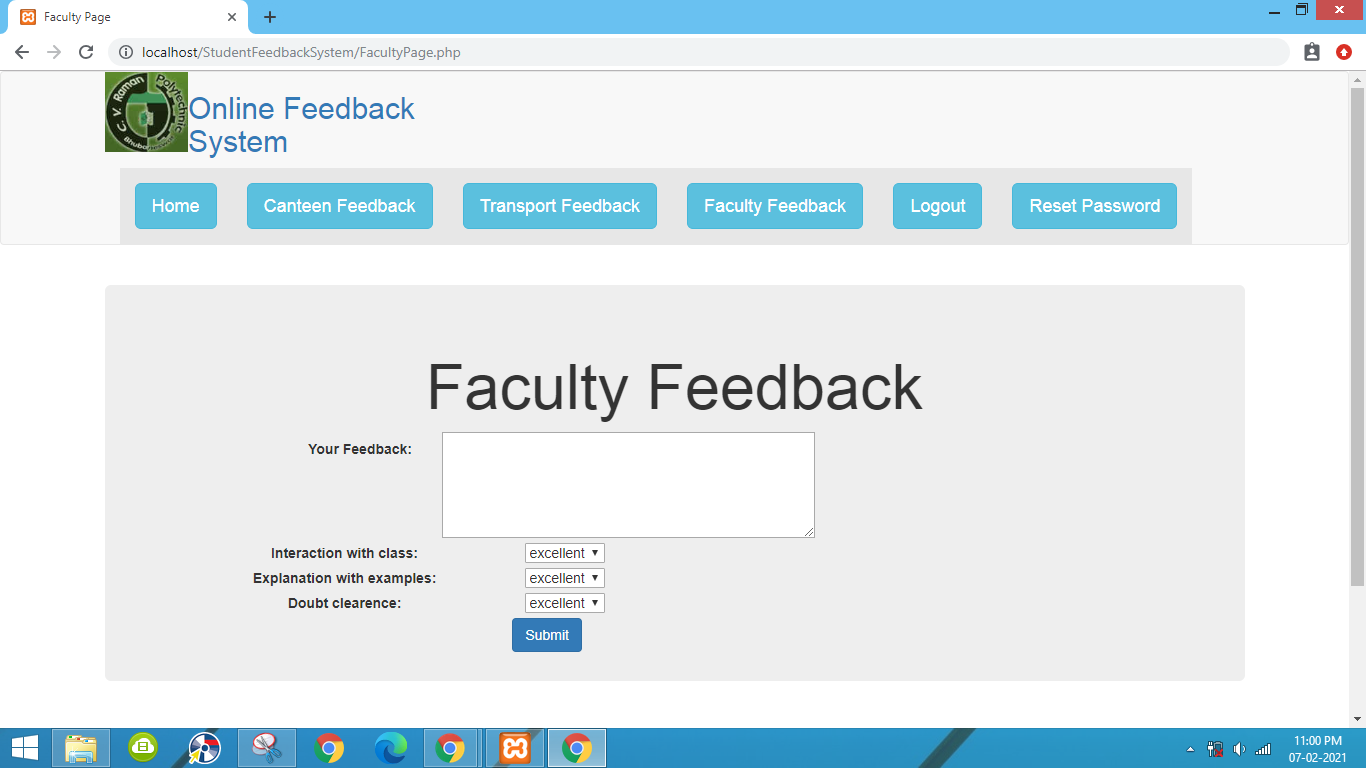 Faculty Page
localhost/StudentFeedbackSystem/FacultyPage.php
C. V. Raman Polytechnic
Online Feedback
System
Home Canteen Feedback Transport Feedback Faculty Feedback Logout Reset Password
Faculty Feedback
Your Feedback:
Interaction with class: excellent
Explanation with examples: excellent
Doubt clearence: excellent
Submit
11:00 PM
07-02-2021